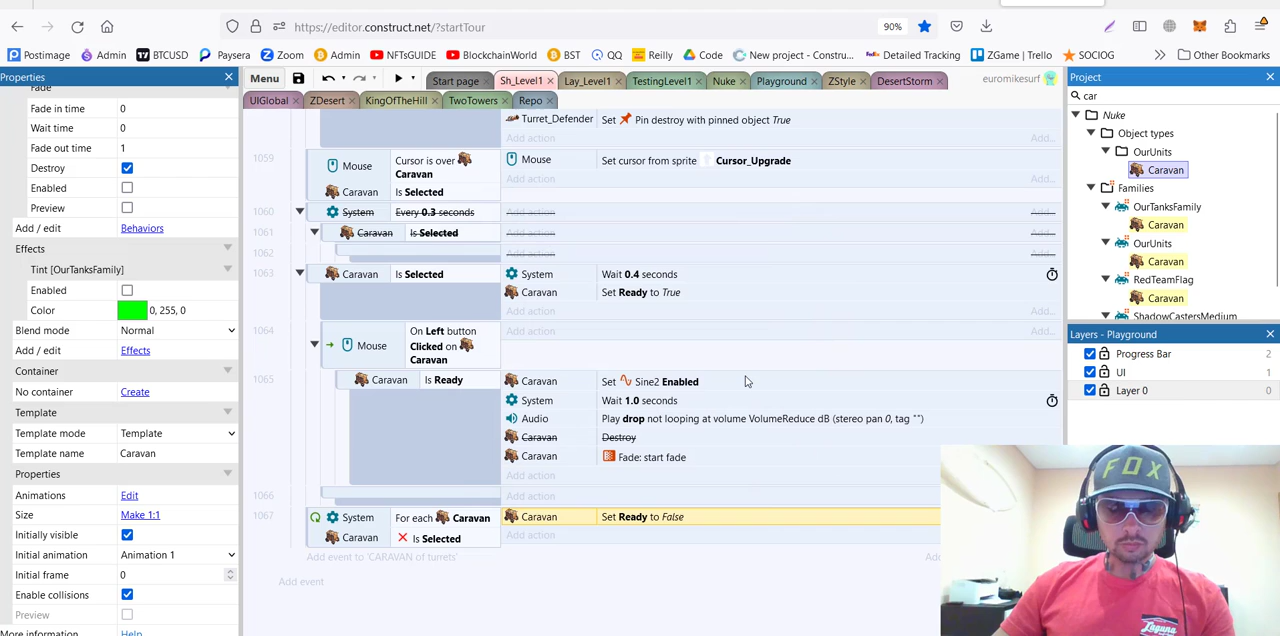 https://editor.construct.net/?startTour
90%
Postimage
Admin
BTCUSD
Paysera
Zoom
Admin
NFTSGUIDE
BlockchainWorld
BST
QQ
Reilly
Code
New project - Constru...
Detailed Tracking
ZGame | Trello
SOCIOG
Other Bookmarks
Properties
Menu
Start page
Sh_Level1
Lay_Level1
TestingLevel1
Nuke
Playground
ZStyle
DesertStorm
euromikesurf
Project
UIGlobal
ZDesert
KingOfTheHill
TwoTowers
Repo
car
Fade
Fade in time 0
Wait time 0
Fade out time 1
Destroy
Enabled
Preview
Add / edit Behaviors
Effects
Tint [OurTanksFamily]
Enabled
Color 0, 255, 0
Blend mode Normal
Add / edit Effects
Container
No container Create
Template
Template mode Template
Template name Caravan
Properties
Animations Edit
Size Make 1:1
Initially visible
Initial animation Animation 1
Initial frame 0
Enable collisions
Preview
More information Help
Turret_Defender Set Pin destroy with pinned object True
Add action Add...
1059
Mouse Cursor is over Caravan
Caravan Is Selected
Mouse Set cursor from sprite Cursor_Upgrade
Add action Add...
1060 System Every 0.3 seconds Add action Add...
1061 Caravan Is Selected Add action Add...
1062 Add action Add...
1063 Caravan Is Selected
System Wait 0.4 seconds
Caravan Set Ready to True
Add action Add...
1064 Mouse On Left button Clicked on Caravan
Add action Add...
1065 Caravan Is Ready
Caravan Set Sine2 Enabled
System Wait 1.0 seconds
Audio Play drop not looping at volume VolumeReduce dB (stereo pan 0, tag "")
Caravan Destroy
Caravan Fade: start fade
Add action
1066 Add action
1067 System For each Caravan
Caravan Is Selected
Caravan Set Ready to False
Add action
Add event to 'CARAVAN of turrets' Add
Add event
Nuke
Object types
OurUnits
Caravan
Families
OurTanksFamily
Caravan
OurUnits
Caravan
RedTeamFlag
Caravan
ShadowCastersMedium
Layers - Playground
Progress Bar 2
UI 1
Layer 0 0
FOX
Laguna